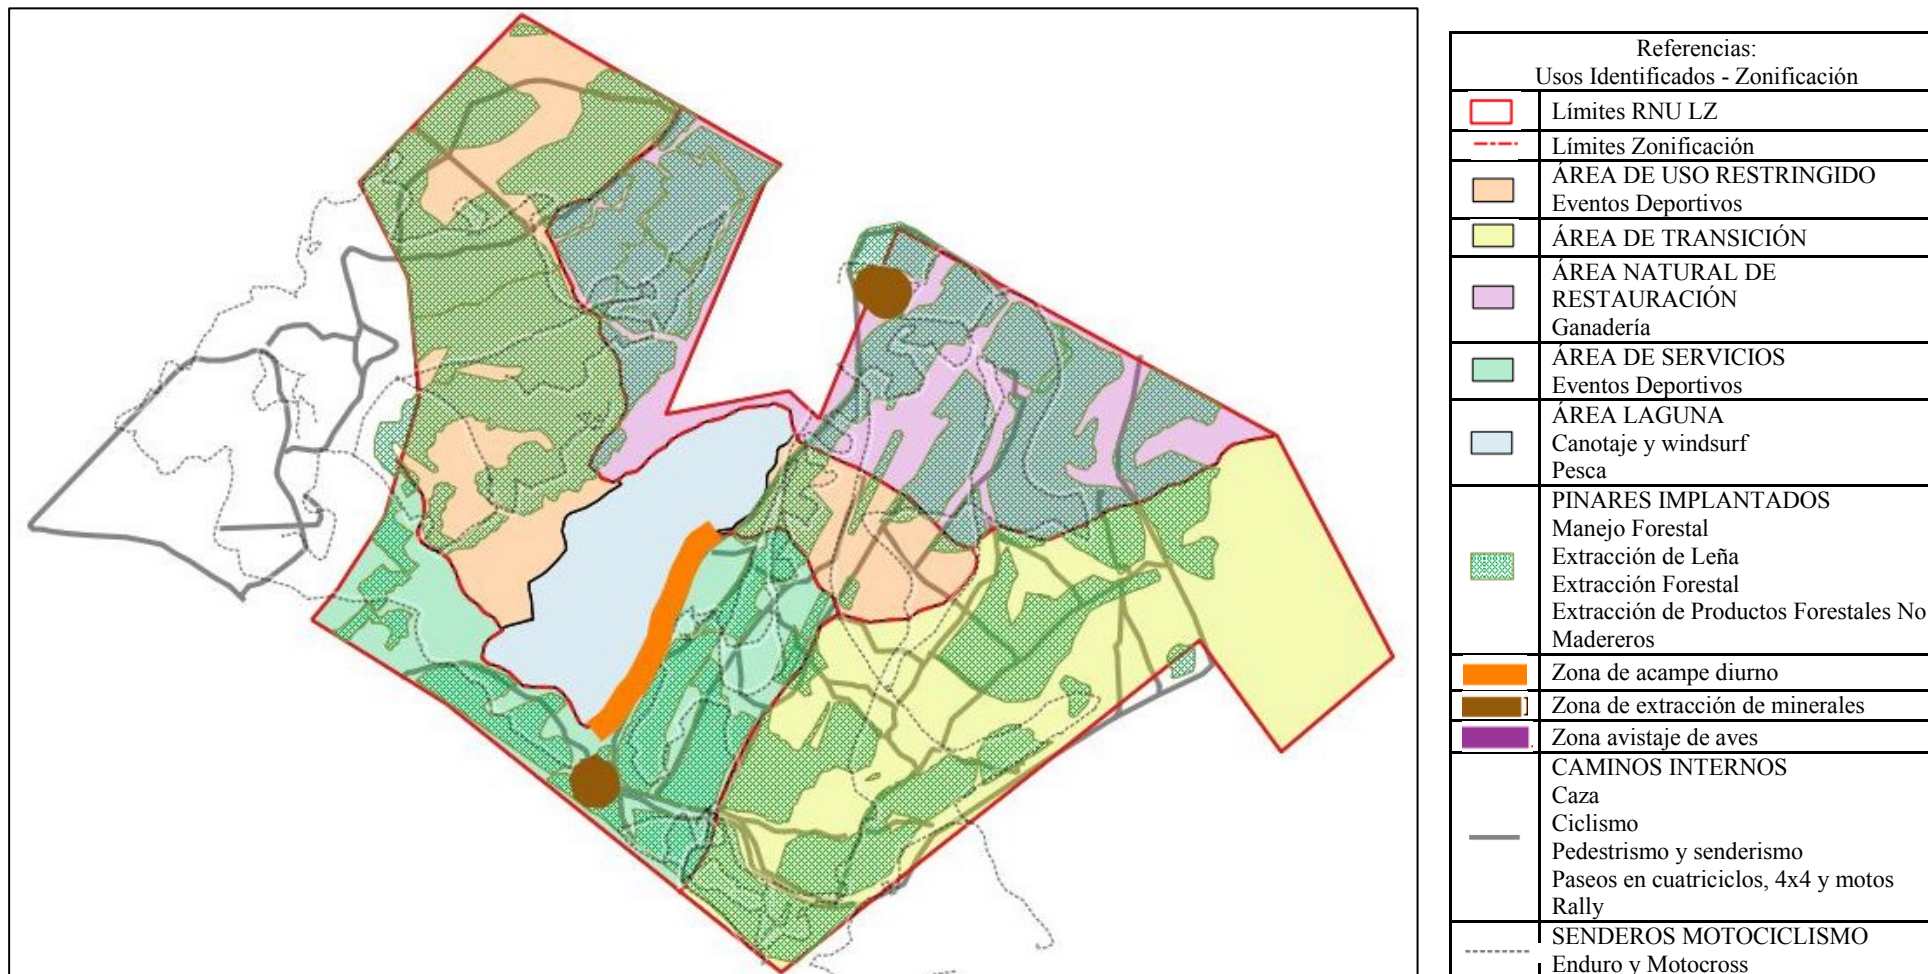 Referencias:
Usos Identificados - Zonificación
Límites RNU LZ
Límites Zonificación
ÁREA DE USO RESTRINGIDO
Eventos Deportivos
ÁREA DE TRANSICIÓN
ÁREA NATURAL DE
RESTAURACIÓN
Ganadería
ÁREA DE SERVICIOS
Eventos Deportivos
ÁREA LAGUNA
Canotaje y windsurf
Pesca
PINARES IMPLANTADOS
Manejo Forestal
Extracción de Leña
Extracción Forestal
Extracción de Productos Forestales No
Madereros
Zona de acampe diurno
Zona de extracción de minerales
Zona avistaje de aves
CAMINOS INTERNOS
Caza
Ciclismo
Pedestrismo y senderismo
Paseos en cuatriciclos, 4x4 y motos
Rally
SENDEROS MOTOCICLISMO
Enduro y Motocross